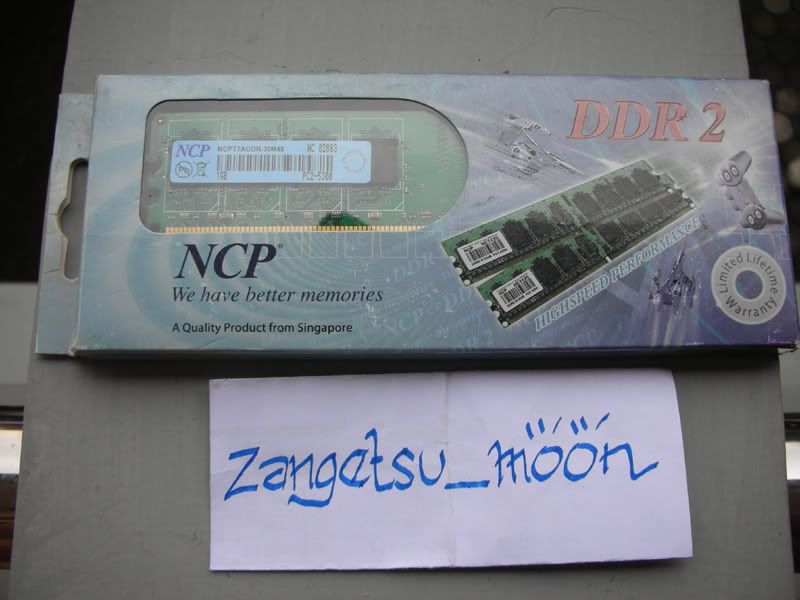 NCP NCPT7AUDR-30M48 NC 02883
1GB PC2-5300
DDR 2
NCP®
We have better memories
A Quality Product from Singapore
HIGHSPEED PERFORMANCE
Limited Lifetime
Warranty
zangetsu_möön